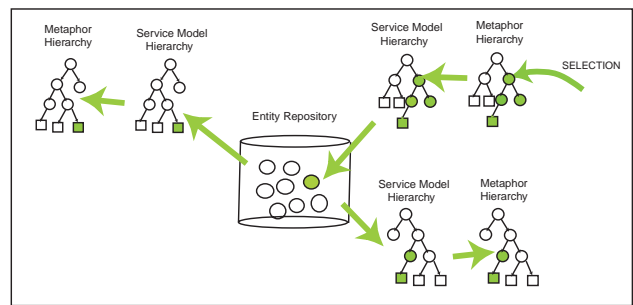 Metaphor
Hierarchy
Service Model
Hierarchy
Service Model
Hierarchy
Metaphor
Hierarchy
SELECTION
Entity Repository
Service Model
Hierarchy
Metaphor
Hierarchy